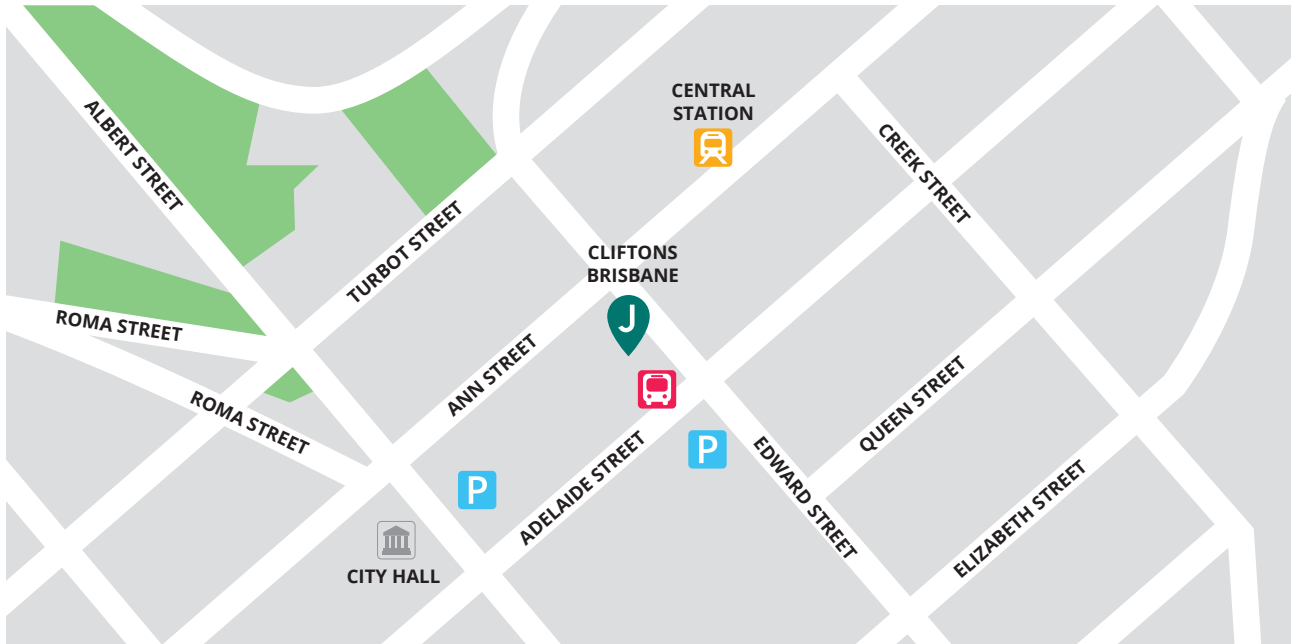 CENTRAL
STATION
ALBERT STREET
CREEK STREET
TURBOT STREET
CLIFTONS
BRISBANE
J
ROMA STREET
ANN STREET
ROMA STREET
QUEEN STREET
P
EDWARD STREET
ADELAIDE STREET
P
ELIZABETH STREET
CITY HALL